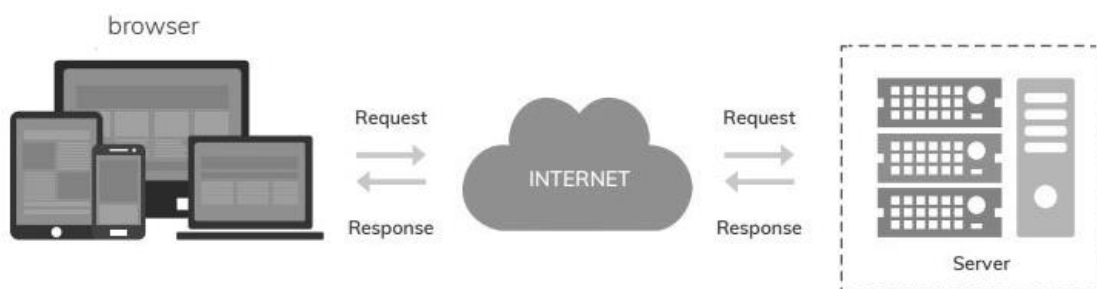 browser
Request
Response
INTERNET
Request
Response
Server